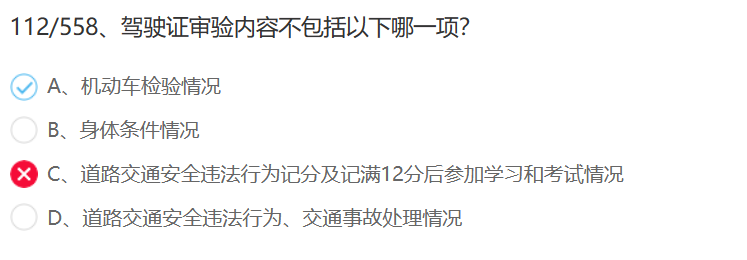 112/558、驾驶证审验内容不包括以下哪一项？
A、机动车检验情况
B、身体条件情况
C、道路交通安全违法行为记分及记满12分后参加学习和考试情况
D、道路交通安全违法行为、交通事故处理情况